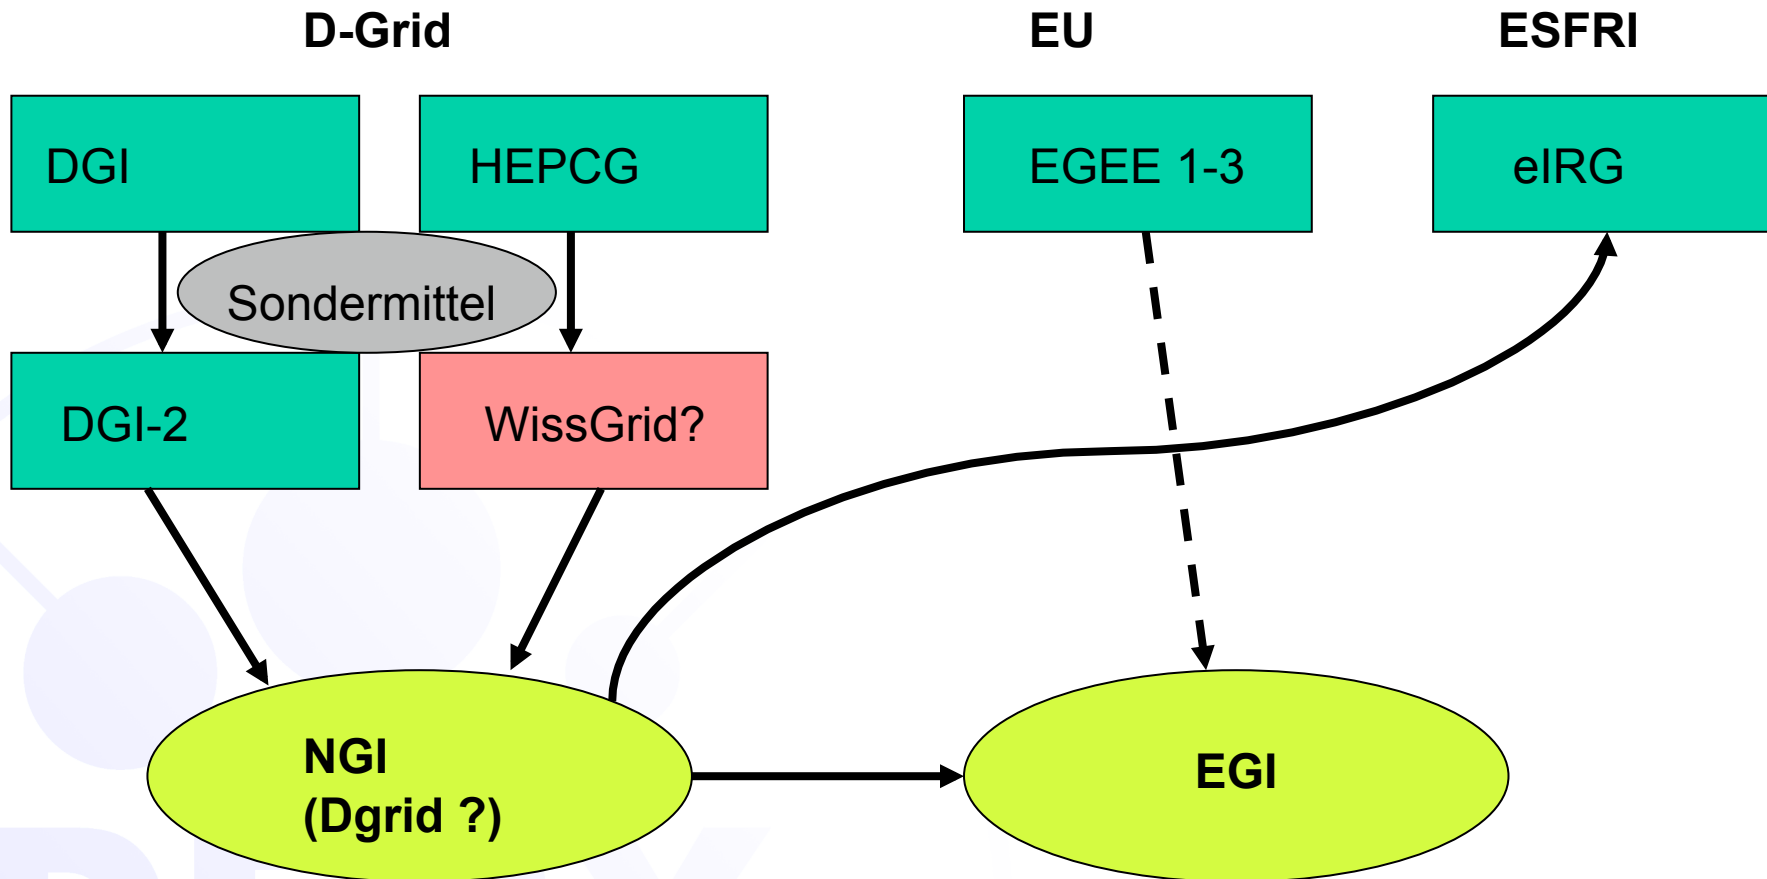 D-Grid
EU
ESFRI
DGI
HEPCG
EGEE 1-3
eIRG
Sondermittel
DGI-2
WissGrid?
NGI
(Dgrid ?)
EGI